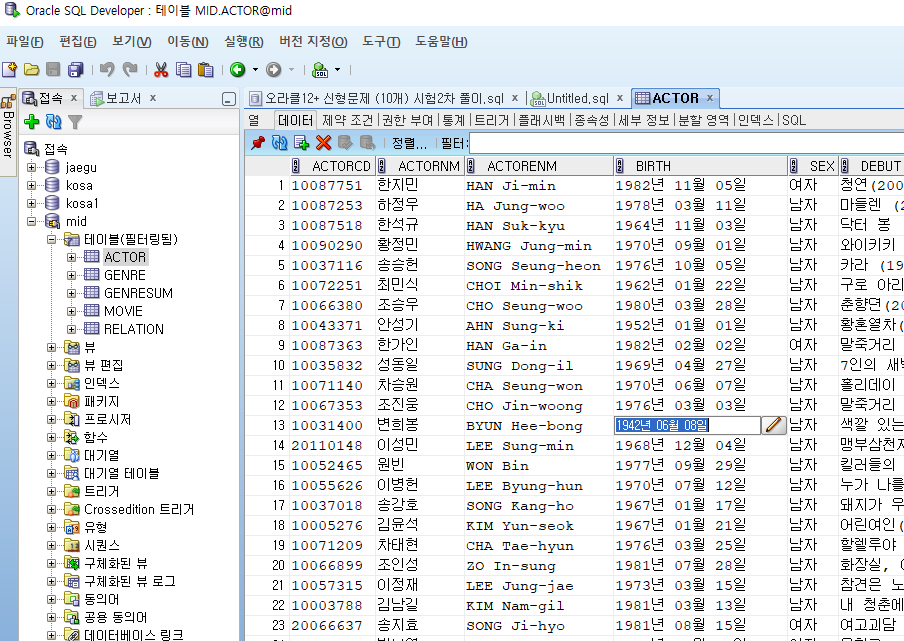 Oracle SQL Developer : 테이블 MID.ACTOR@mid
파일(F) 편집(E) 보기(V) 이동(N) 실행(R) 버전 지정(O) 도구(T) 도움말(H)
Browser
접속 x 보고서 x
오라클12+ 신형문제 (10개) 시험2차 풀이.sql x Untitled.sql x ACTOR x
열 데이터 제약 조건 권한 부여 통계 트리거 플래시백 종속성 세부 정보 분할 영역 인덱스 SQL
정렬... 필터:
접속
jaegu
kosa
kosa1
mid
테이블(필터링됨)
ACTOR
GENRE
GENRESUM
MOVIE
RELATION
뷰
뷰 편집
인덱스
패키지
프로시저
함수
대기열
대기열 테이블
트리거
Crossedition 트리거
유형
시퀀스
구체화된 뷰
구체화된 뷰 로그
동의어
공용 동의어
데이터베이스 링크
ACTORCD ACTORNM ACTORENM BIRTH SEX DEBUT
1 10087751 한지민 HAN Ji-min 1982년 11월 05일 여자 청연(200
2 10087253 하정우 HA Jung-woo 1978년 03월 11일 남자 마들렌 (2
3 10087518 한석규 HAN Suk-kyu 1964년 11월 03일 남자 닥터 봉
4 10090290 황정민 HWANG Jung-min 1970년 09월 01일 남자 와이키키
5 10037116 송승헌 SONG Seung-heon 1976년 10월 05일 남자 카라 (19
6 10072251 최민식 CHOI Min-shik 1962년 01월 22일 남자 구로 아리
7 10066380 조승우 CHO Seung-woo 1980년 03월 28일 남자 춘향뎐(20
8 10043371 안성기 AHN Sung-ki 1952년 01월 01일 남자 황혼열차(
9 10087363 한가인 HAN Ga-in 1982년 02월 02일 여자 말죽거리
10 10035832 성동일 SUNG Dong-il 1969년 04월 27일 남자 7인의 새벽
11 10071140 차승원 CHA Seung-won 1970년 06월 07일 남자 홀리데이
12 10067353 조진웅 CHO Jin-woong 1976년 03월 03일 남자 말죽거리
13 10031400 변희봉 BYUN Hee-bong 1942년 06월 08일 남자 색깔 있는
14 20110148 이성민 LEE Sung-min 1968년 12월 04일 남자 맹부삼천지
15 10052465 원빈 WON Bin 1977년 09월 29일 남자 킬러들의
16 10055626 이병헌 LEE Byung-hun 1970년 07월 12일 남자 누가 나를
17 10037018 송강호 SONG Kang-ho 1967년 01월 17일 남자 돼지가 우
18 10005276 김윤석 KIM Yun-seok 1967년 01월 21일 남자 어린여인(
19 10071209 차태현 CHA Tae-hyun 1976년 03월 25일 남자 할렐루야
20 10066899 조인성 ZO In-sung 1981년 07월 28일 남자 화장실, 어
21 10057315 이정재 LEE Jung-jae 1973년 03월 15일 남자 참견은 노
22 10003788 김남길 KIM Nam-gil 1981년 03월 13일 남자 내 청춘에
23 20066637 송지효 SONG Ji-hyo 1981년 08월 15일 여자 여고괴담